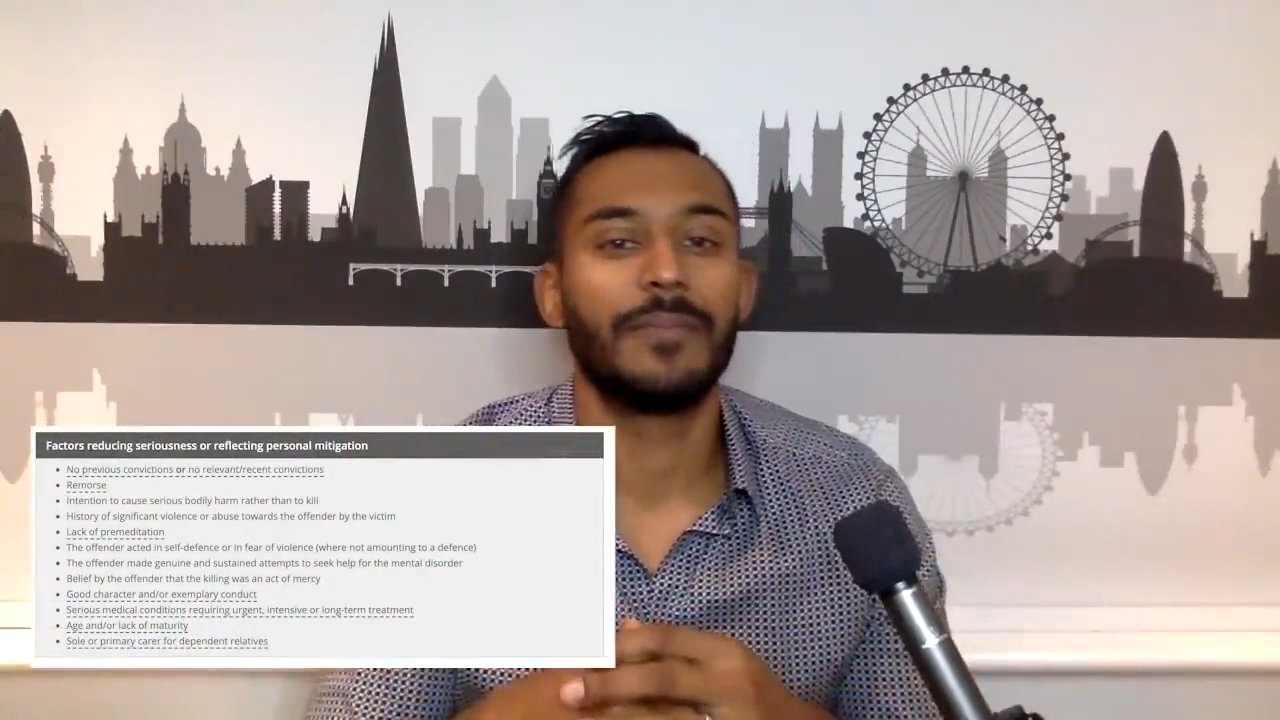 Factors reducing seriousness or reflecting personal mitigation
No previous convictions or no relevant/recent convictions
Remorse
Intention to cause serious bodily harm rather than to kill
History of significant violence or abuse towards the offender by the victim
Lack of premeditation
The offender acted in self-defence or in fear of violence (where not amounting to a defence)
The offender made genuine and sustained attempts to seek help for the mental disorder
Belief by the offender that the killing was an act of mercy
Good character and/or exemplary conduct
Serious medical conditions requiring urgent, intensive or long-term treatment
Age and/or lack of maturity
Sole or primary carer for dependent relatives